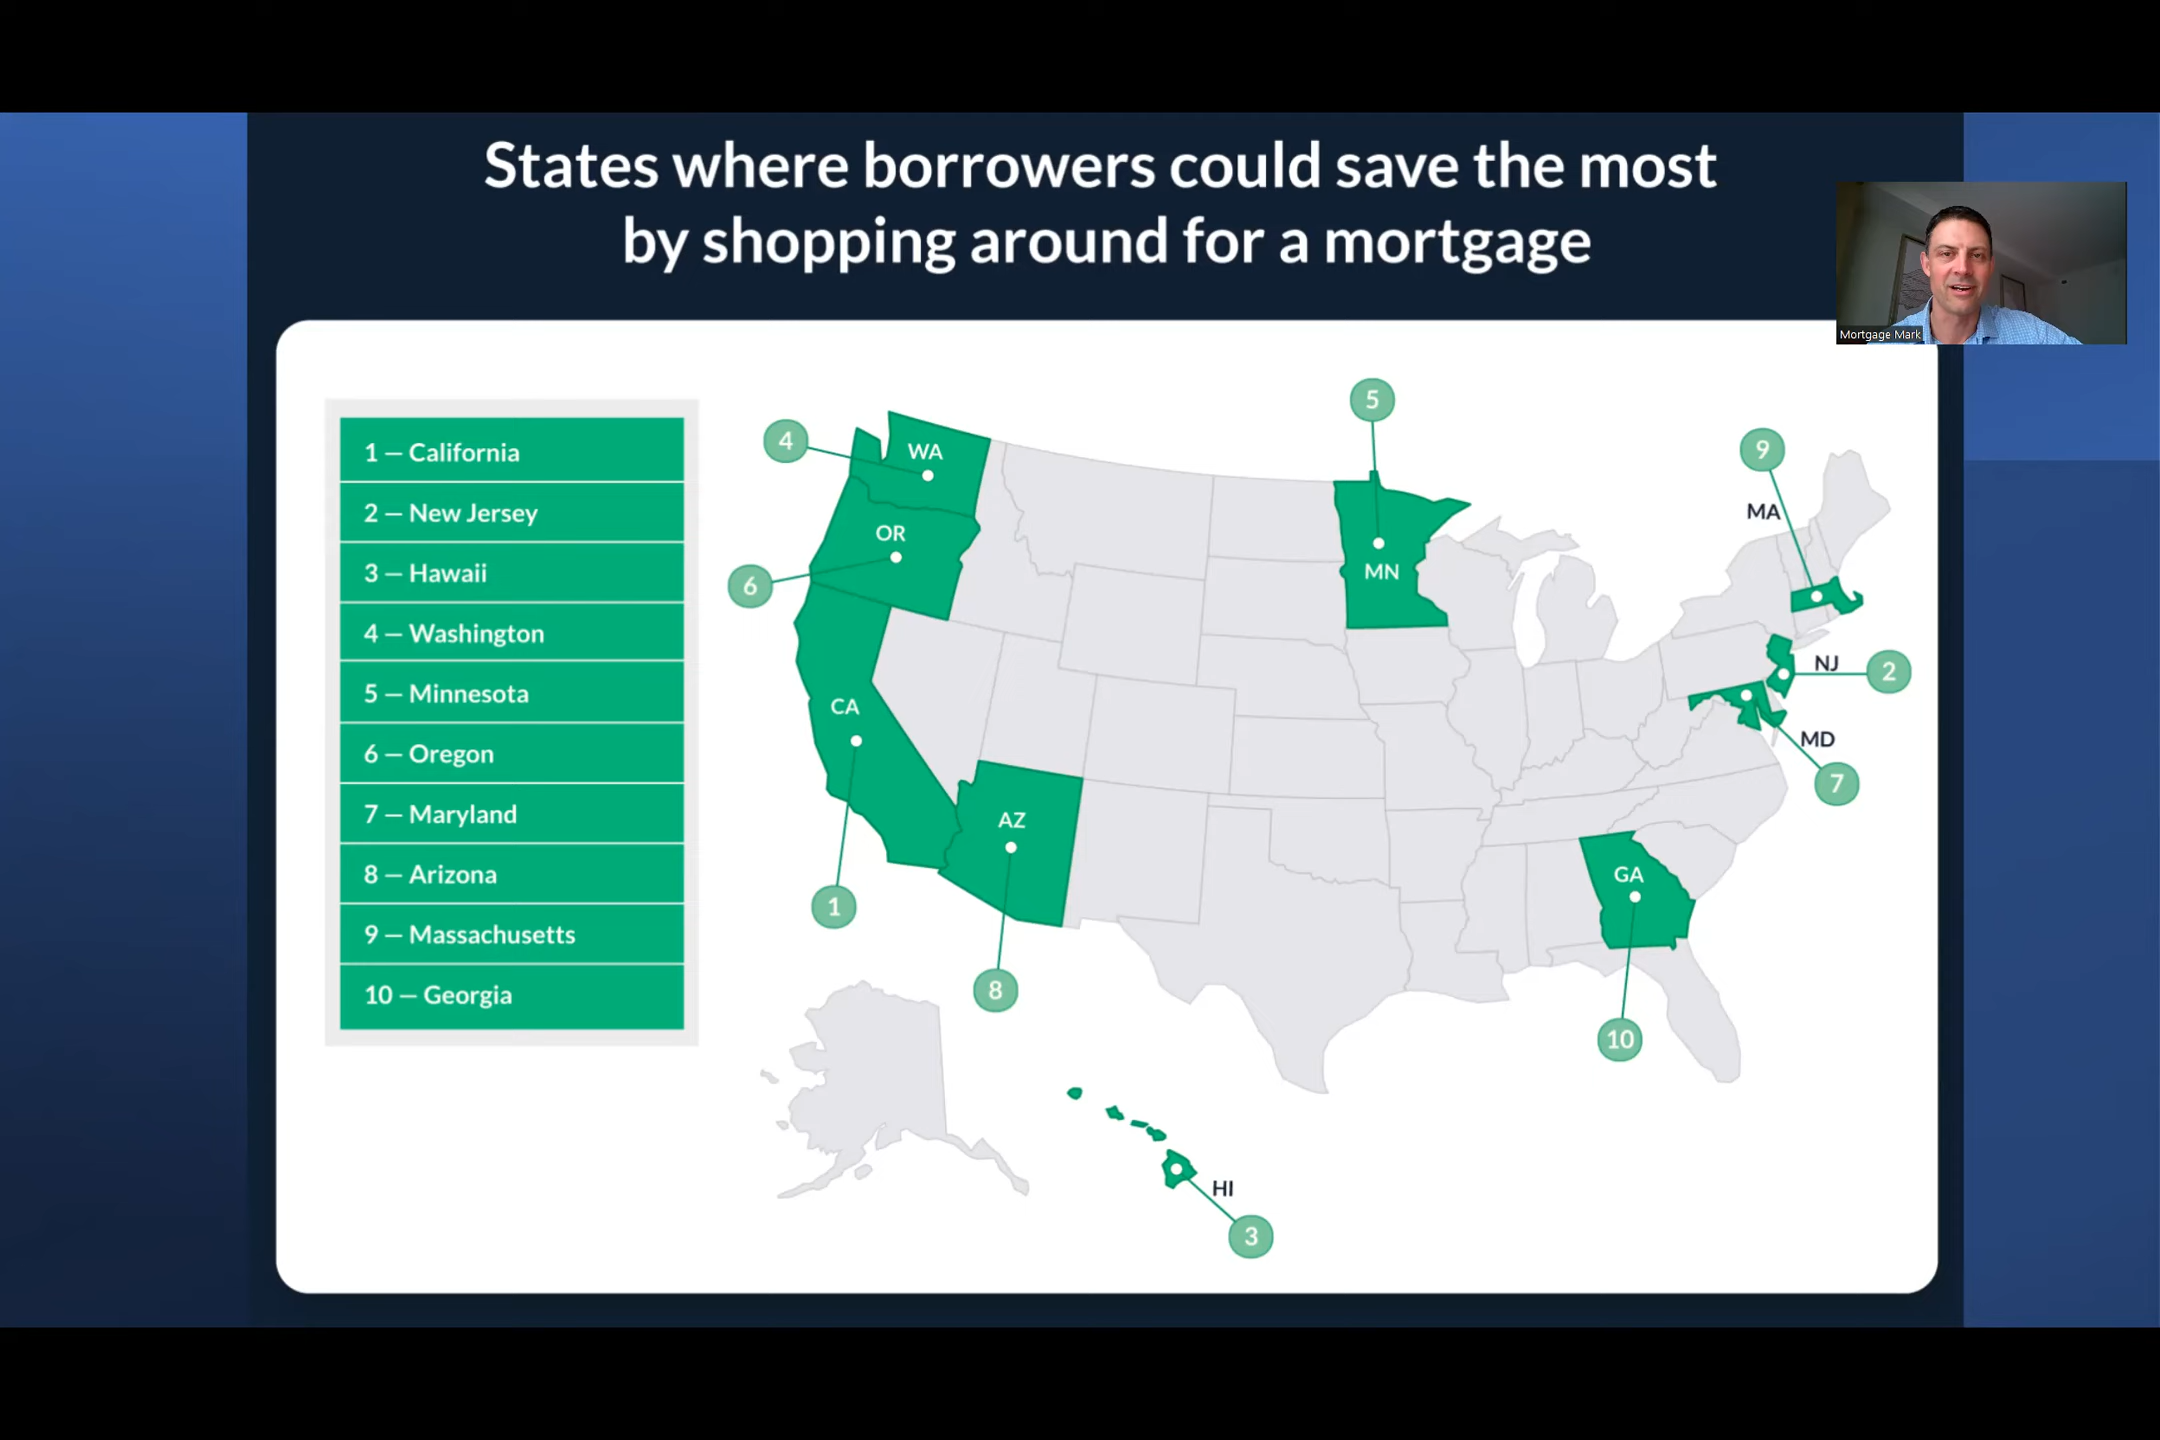 States where borrowers could save the most
by shopping around for a mortgage
Mortgage Mark
1 — California
2 — New Jersey
3 — Hawaii
4 — Washington
5 — Minnesota
6 — Oregon
7 — Maryland
8 — Arizona
9 — Massachusetts
10 — Georgia
5
4
WA
9
MA
OR
6
MN
NJ
2
CA
MD
7
AZ
GA
1
8
10
HI
3